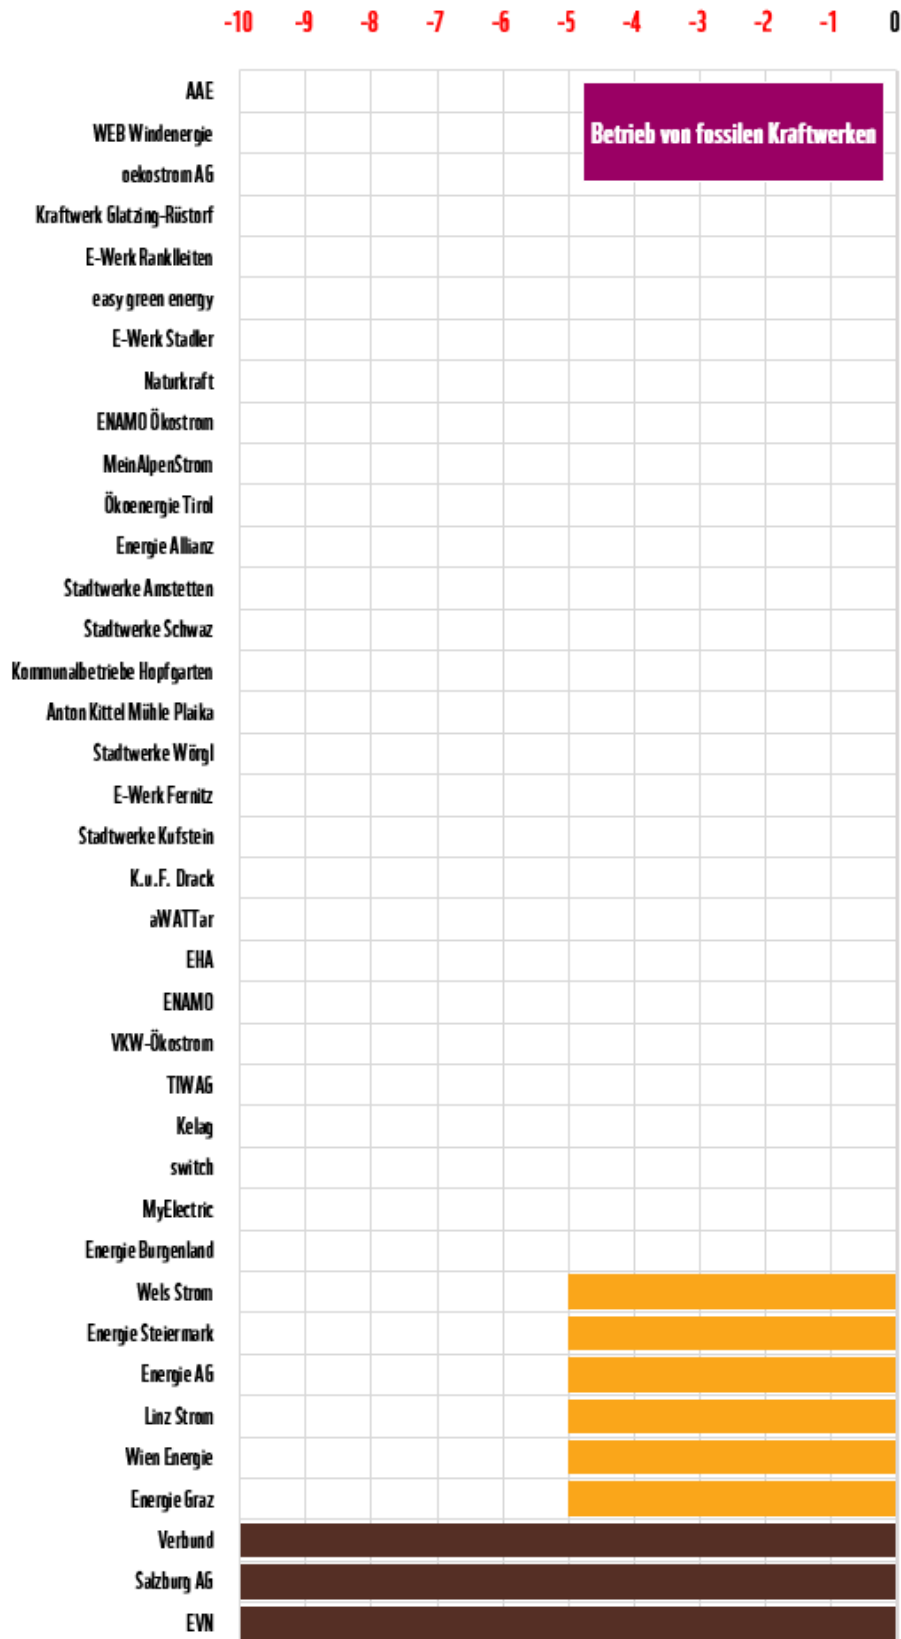 -10 -9 -8 -7 -6 -5 -4 -3 -2 -1 0
AAE
Betrieb von fossilen Kraftwerken
WEB Windenergie
oekostrom AG
Kraftwerk Glatzing-Rüstorf
E-Werk Ranklleiten
easy green energy
E-Werk Stadler
Naturkraft
ENAMO Ökostrom
MeinAlpenStrom
Ökoenergie Tirol
Energie Allianz
Stadtwerke Amstetten
Stadtwerke Schwaz
Kommunalbetriebe Hopfgarten
Anton Kittel Mühle Plaika
Stadtwerke Wörgl
E-Werk Fernitz
Stadtwerke Kufstein
K.u.F. Drack
aWATTar
EHA
ENAMO
VKW-Ökostrom
TIWAG
Kelag
switch
MyElectric
Energie Burgenland
Wels Strom
Energie Steiermark
Energie AG
Linz Strom
Wien Energie
Energie Graz
Verbund
Salzburg AG
EVN